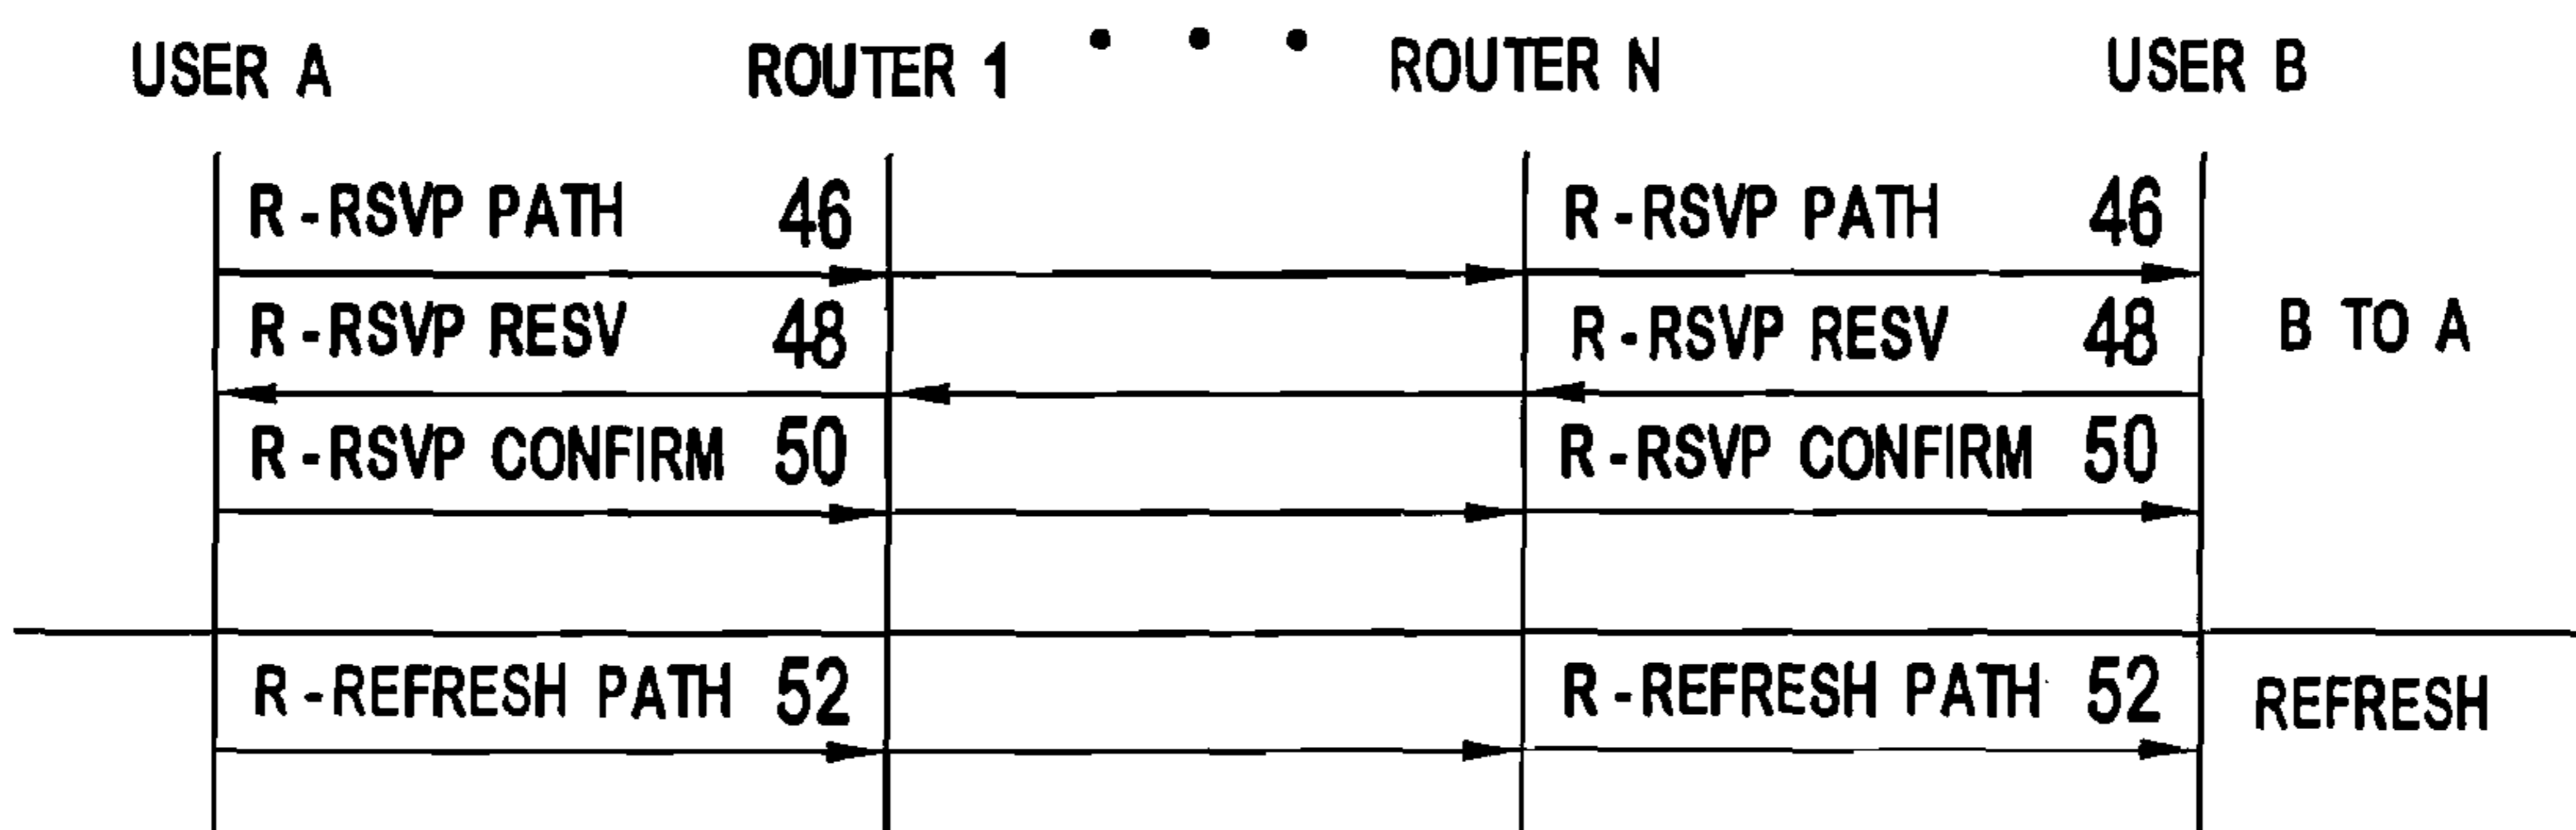 USER A ROUTER 1 • • • ROUTER N USER B
R-RSVP PATH 46 R-RSVP PATH 46
R-RSVP RESV 48 R-RSVP RESV 48 B TO A
R-RSVP CONFIRM 50 R-RSVP CONFIRM 50
R-REFRESH PATH 52 R-REFRESH PATH 52 REFRESH